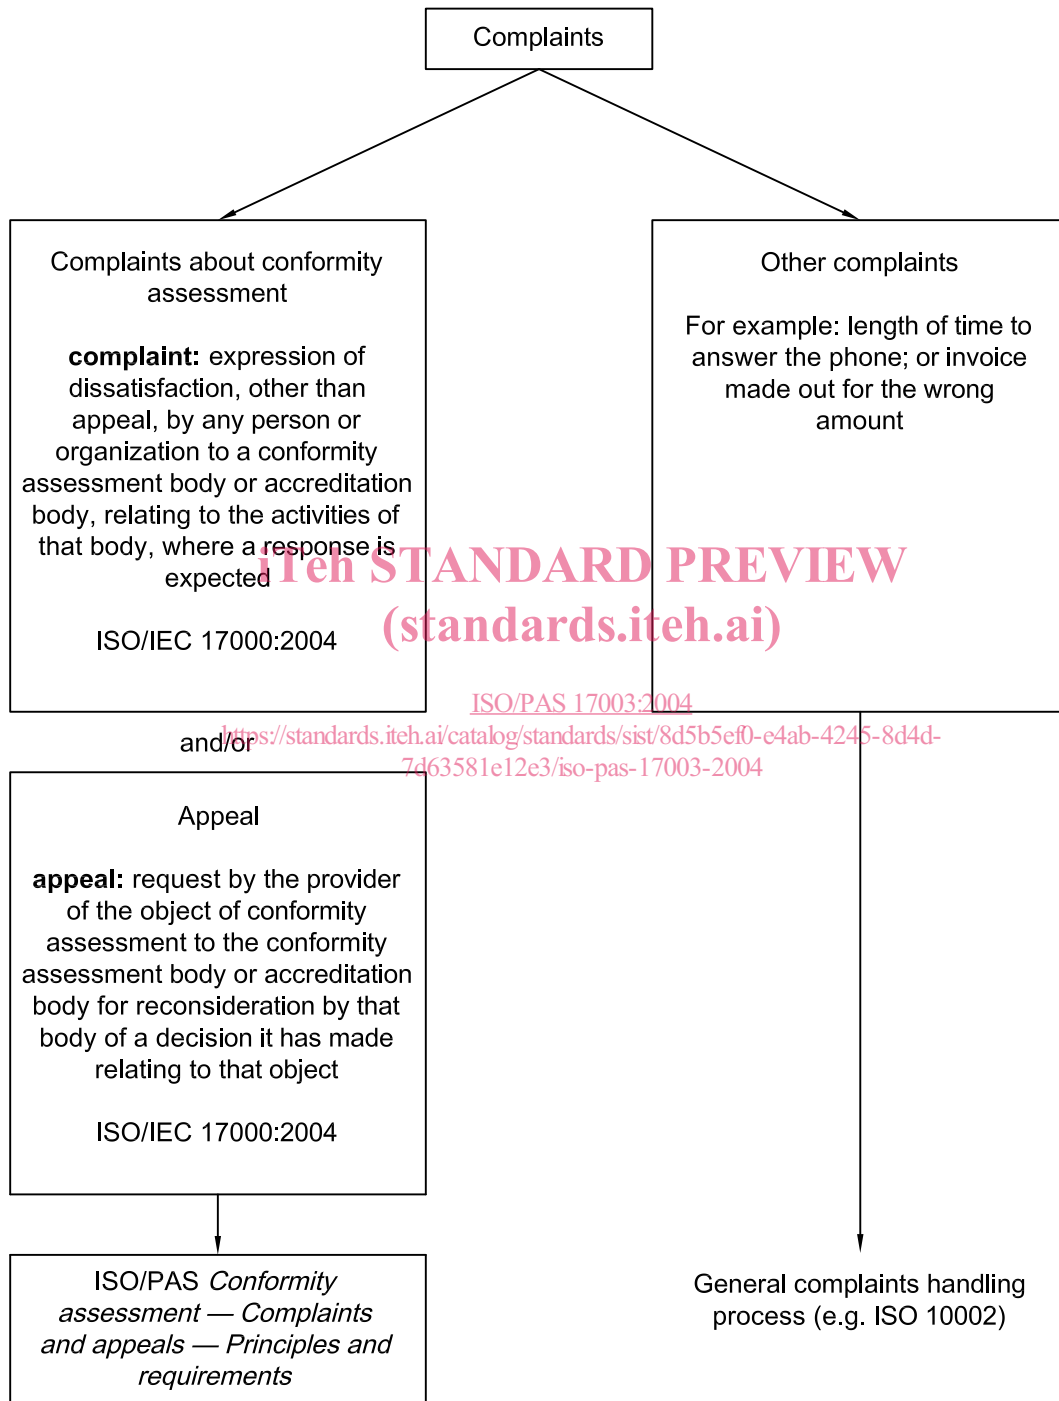 Complaints
Complaints about conformity
assessment
complaint: expression of
dissatisfaction, other than
appeal, by any person or
organization to a conformity
assessment body or accreditation
body, relating to the activities of
that body, where a response is
expected
ISO/IEC 17000:2004
Other complaints
For example: length of time to
answer the phone; or invoice
made out for the wrong
amount
iTeh STANDARD PREVIEW
(standards.iteh.ai)
ISO/PAS 17003:2004
https://standards.iteh.ai/catalog/standards/sist/8d5b5ef0-e4ab-4245-8d4d-
7d63581e12e3/iso-pas-17003-2004
and/or
Appeal
appeal: request by the provider
of the object of conformity
assessment to the conformity
assessment body or accreditation
body for reconsideration by that
body of a decision it has made
relating to that object
ISO/IEC 17000:2004
ISO/PAS Conformity
assessment — Complaints
and appeals — Principles and
requirements
General complaints handling
process (e.g. ISO 10002)